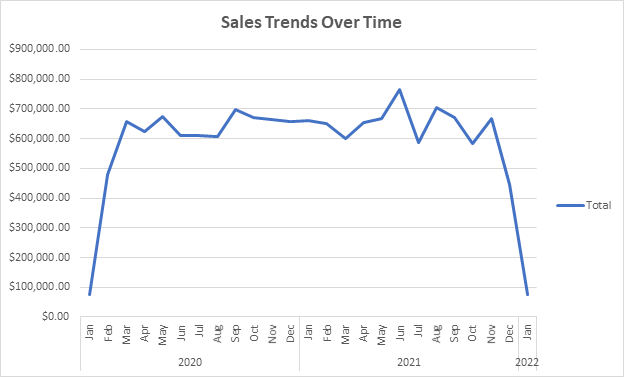 Sales Trends Over Time
$900,000.00
$800,000.00
$700,000.00
$600,000.00
$500,000.00
$400,000.00
$300,000.00
$200,000.00
$100,000.00
$0.00
Total
Jan Feb Mar Apr May Jun Jul Aug Sep Oct Nov Dec Jan Feb Mar Apr May Jun Jul Aug Sep Oct Nov Dec Jan
2020 2021 2022